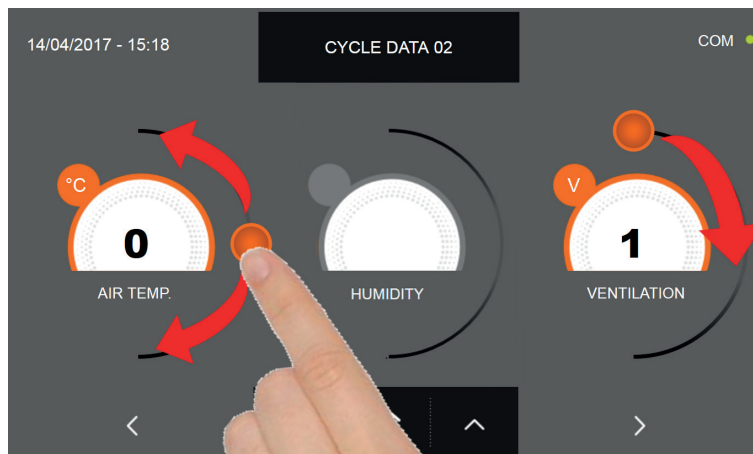 14/04/2017 - 15:18
CYCLE DATA 02
COM
°C
0
AIR TEMP.
HUMIDITY
V
1
VENTILATION